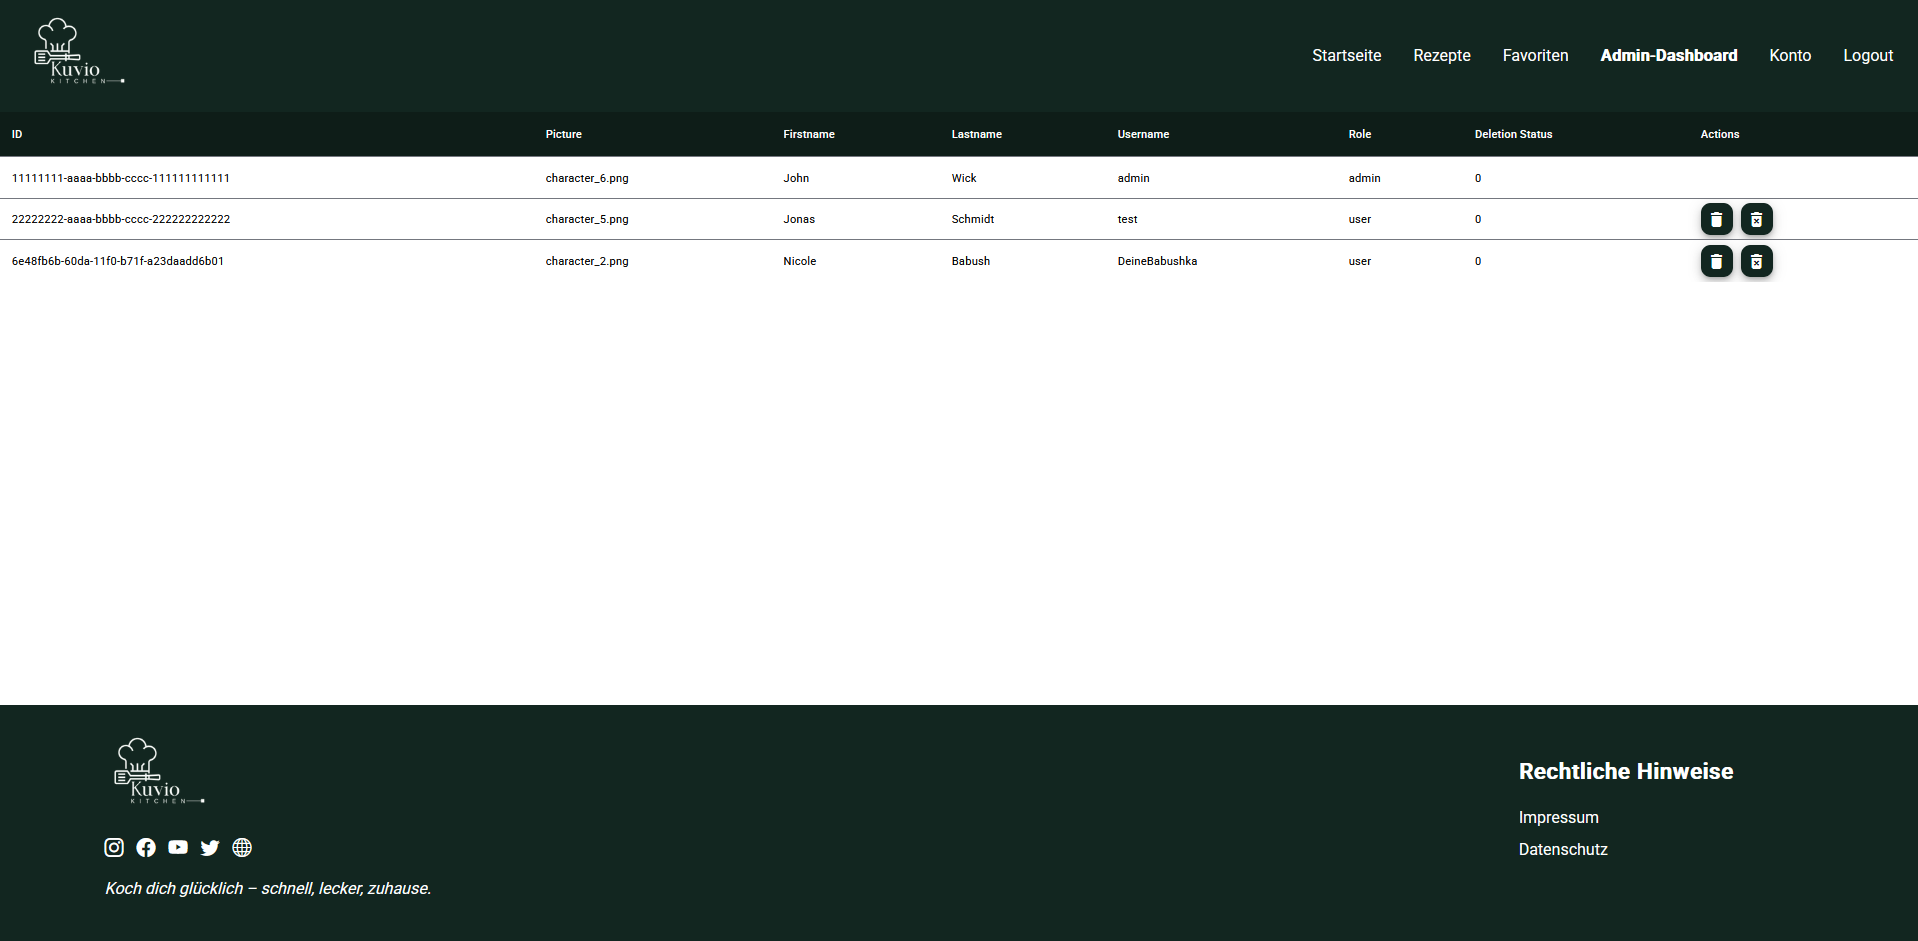 Kuvio
KITCHEN
Startseite Rezepte Favoriten Admin-Dashboard Konto Logout
ID Picture Firstname Lastname Username Role Deletion Status Actions
11111111-aaaa-bbbb-cccc-111111111111 character_6.png John Wick admin admin 0
22222222-aaaa-bbbb-cccc-222222222222 character_5.png Jonas Schmidt test user 0
6e48fb6b-60da-11f0-b71f-a23daadd6b01 character_2.png Nicole Babush DeineBabushka user 0
Kuvio
KITCHEN
Koch dich glücklich – schnell, lecker, zuhause.
Rechtliche Hinweise
Impressum
Datenschutz